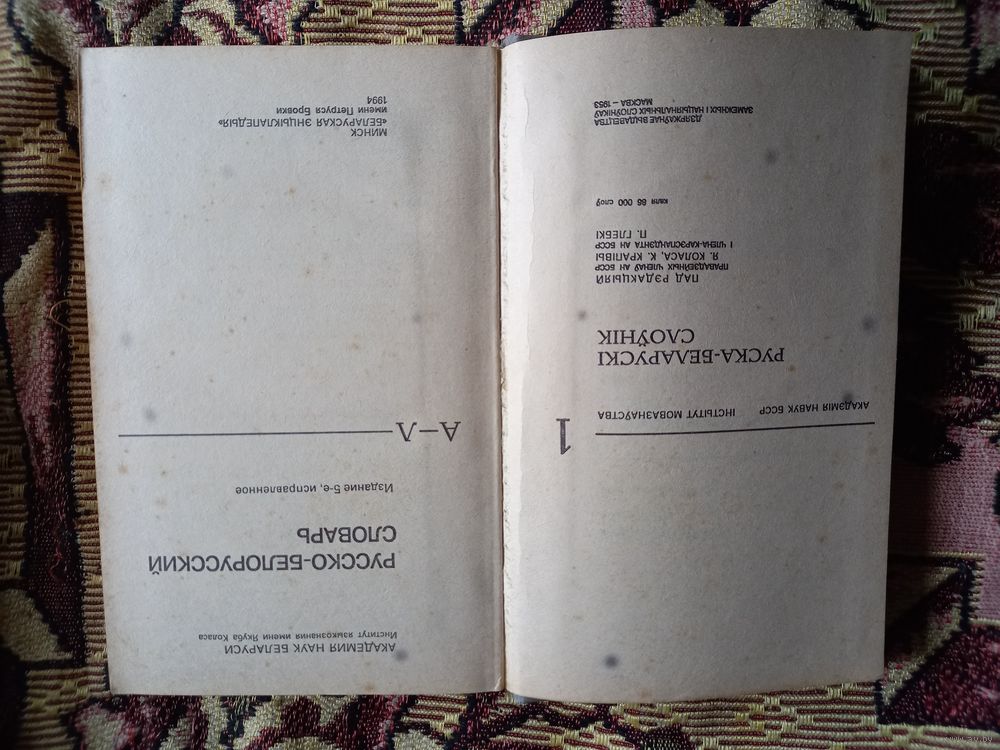 АКАДЭМІЯ НАВУК БССР ІНСТЫТУТ МОВАЗНАЎСТВА
1
РУСКА-БЕЛАРУСКІ
СЛОЎНІК
ПАД РЭДАКЦЫЯЙ
ПРАВАДЗЕЙНЫХ ЧЛЕНАЎ АН БССР
Я. КОЛАСА, К. КРАПІВЫ
І ЧЛЕНА-КАРЭСПАНДЭНТА АН БССР
П. ГЛЕБКІ
каля 86 000 слоў
ДЗЯРЖАЎНАЕ ВЫДАВЕЦТВА
ЗАМЕЖНЫХ І НАЦЫЯНАЛЬНЫХ СЛОЎНІКАЎ
МАСКВА — 1953
АКАДЕМИЯ НАУК БЕЛАРУСИ
Институт языкознания имени Якуба Коласа
РУССКО-БЕЛОРУССКИЙ
СЛОВАРЬ
Издание 5-е, исправленное
А—Л
МИНСК
«БЕЛАРУСКАЯ ЭНЦЫКЛАПЕДЫЯ»
имени Петруся Бровки
1994